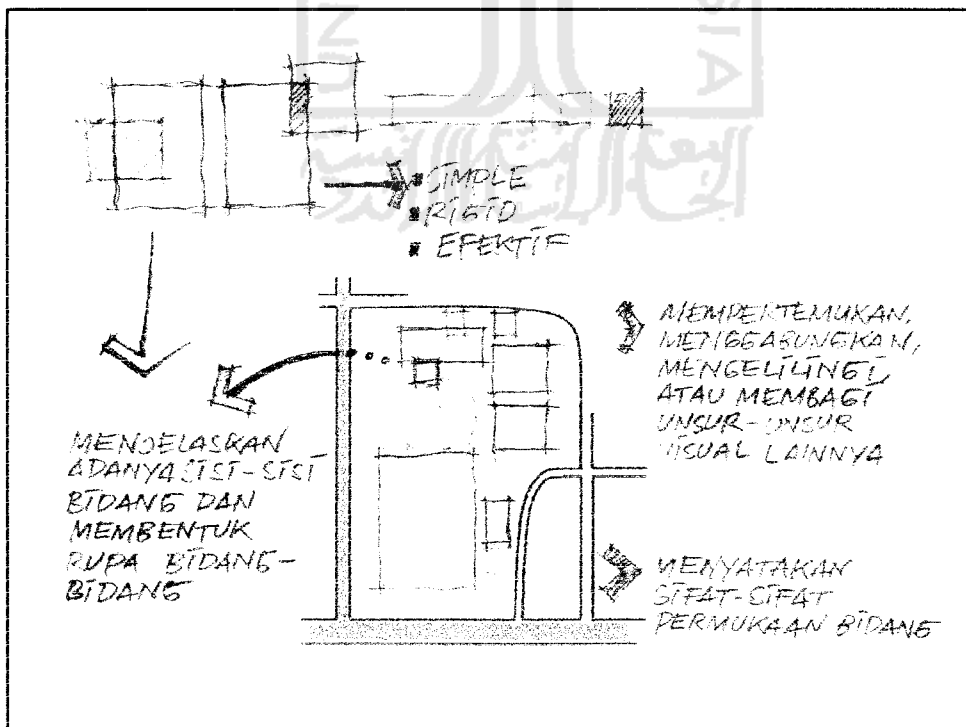 SIMPLE
RIGID
EFEKTIF
MEMPERTEMUKAN,
MENGGABUNGKAN,
MENGELILINGI,
ATAU MEMBAGI
UNSUR-UNSUR
VISUAL LAINNYA
MENJELASKAN
ADANYA SISI-SISI
BIDANG DAN
MEMBENTUK
RUPA BIDANG-
BIDANG
MENYATAKAN
SIFAT-SIFAT
PERMUKAAN BIDANG